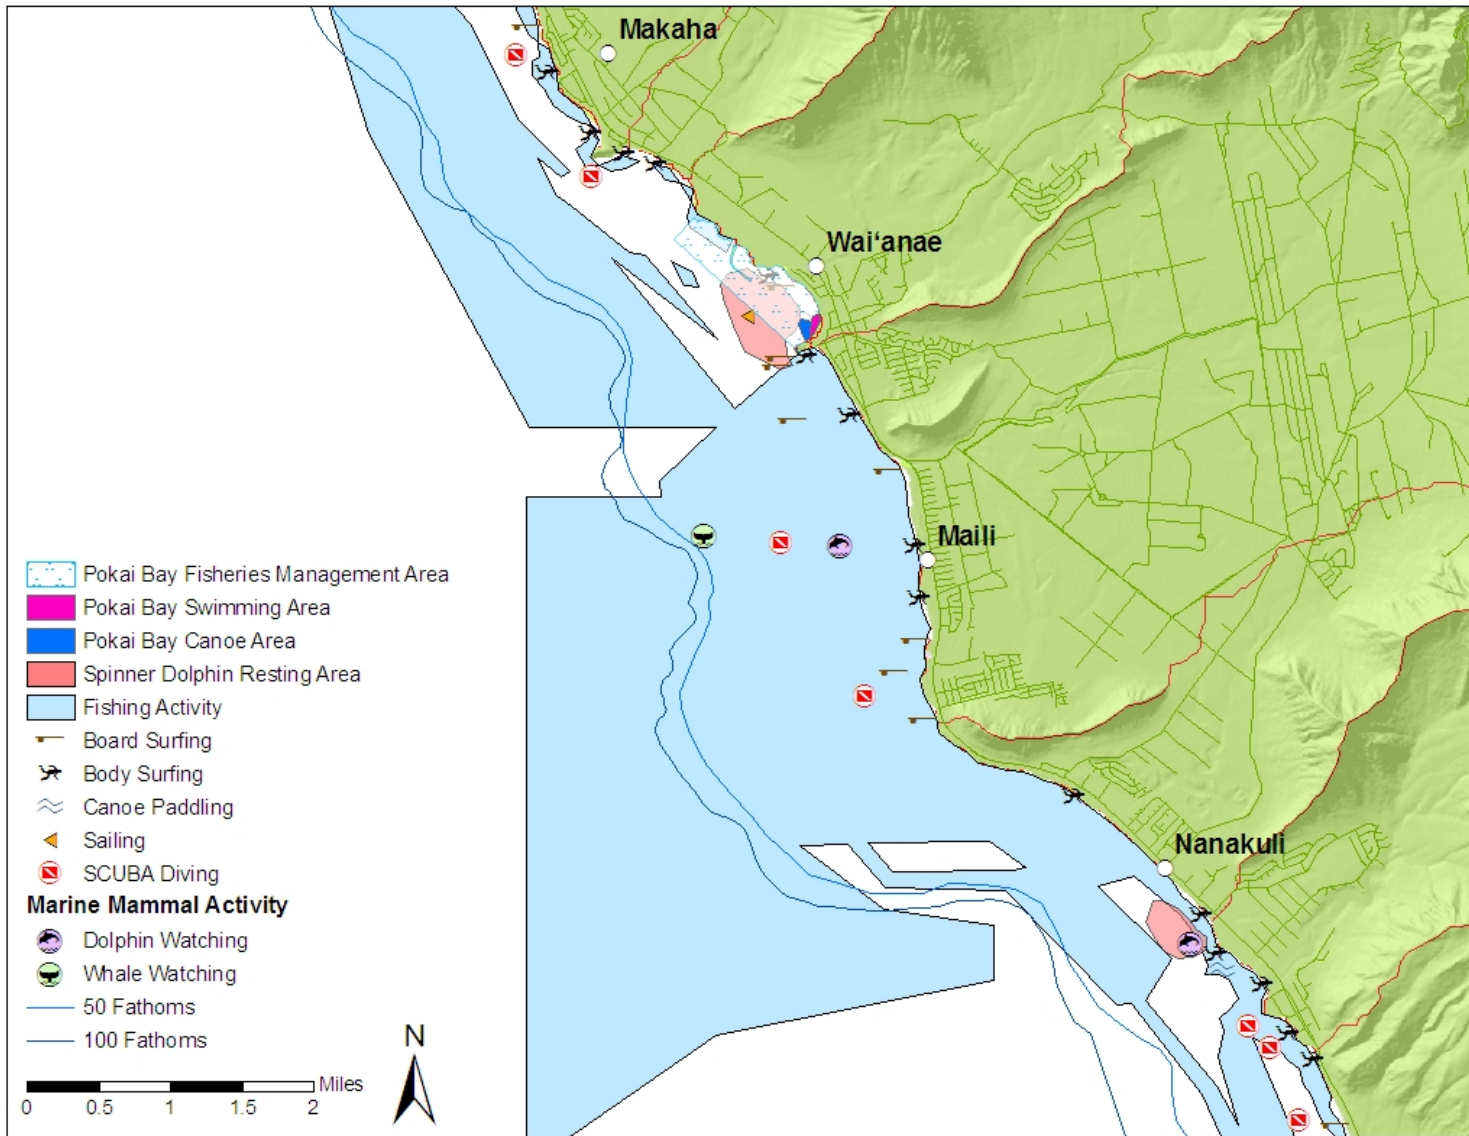 Makaha
Wai‘anae
Maili
Nanakuli
Pokai Bay Fisheries Management Area
Pokai Bay Swimming Area
Pokai Bay Canoe Area
Spinner Dolphin Resting Area
Fishing Activity
Board Surfing
Body Surfing
Canoe Paddling
Sailing
SCUBA Diving
Marine Mammal Activity
Dolphin Watching
Whale Watching
50 Fathoms
100 Fathoms
N
Miles
0 0.5 1 1.5 2